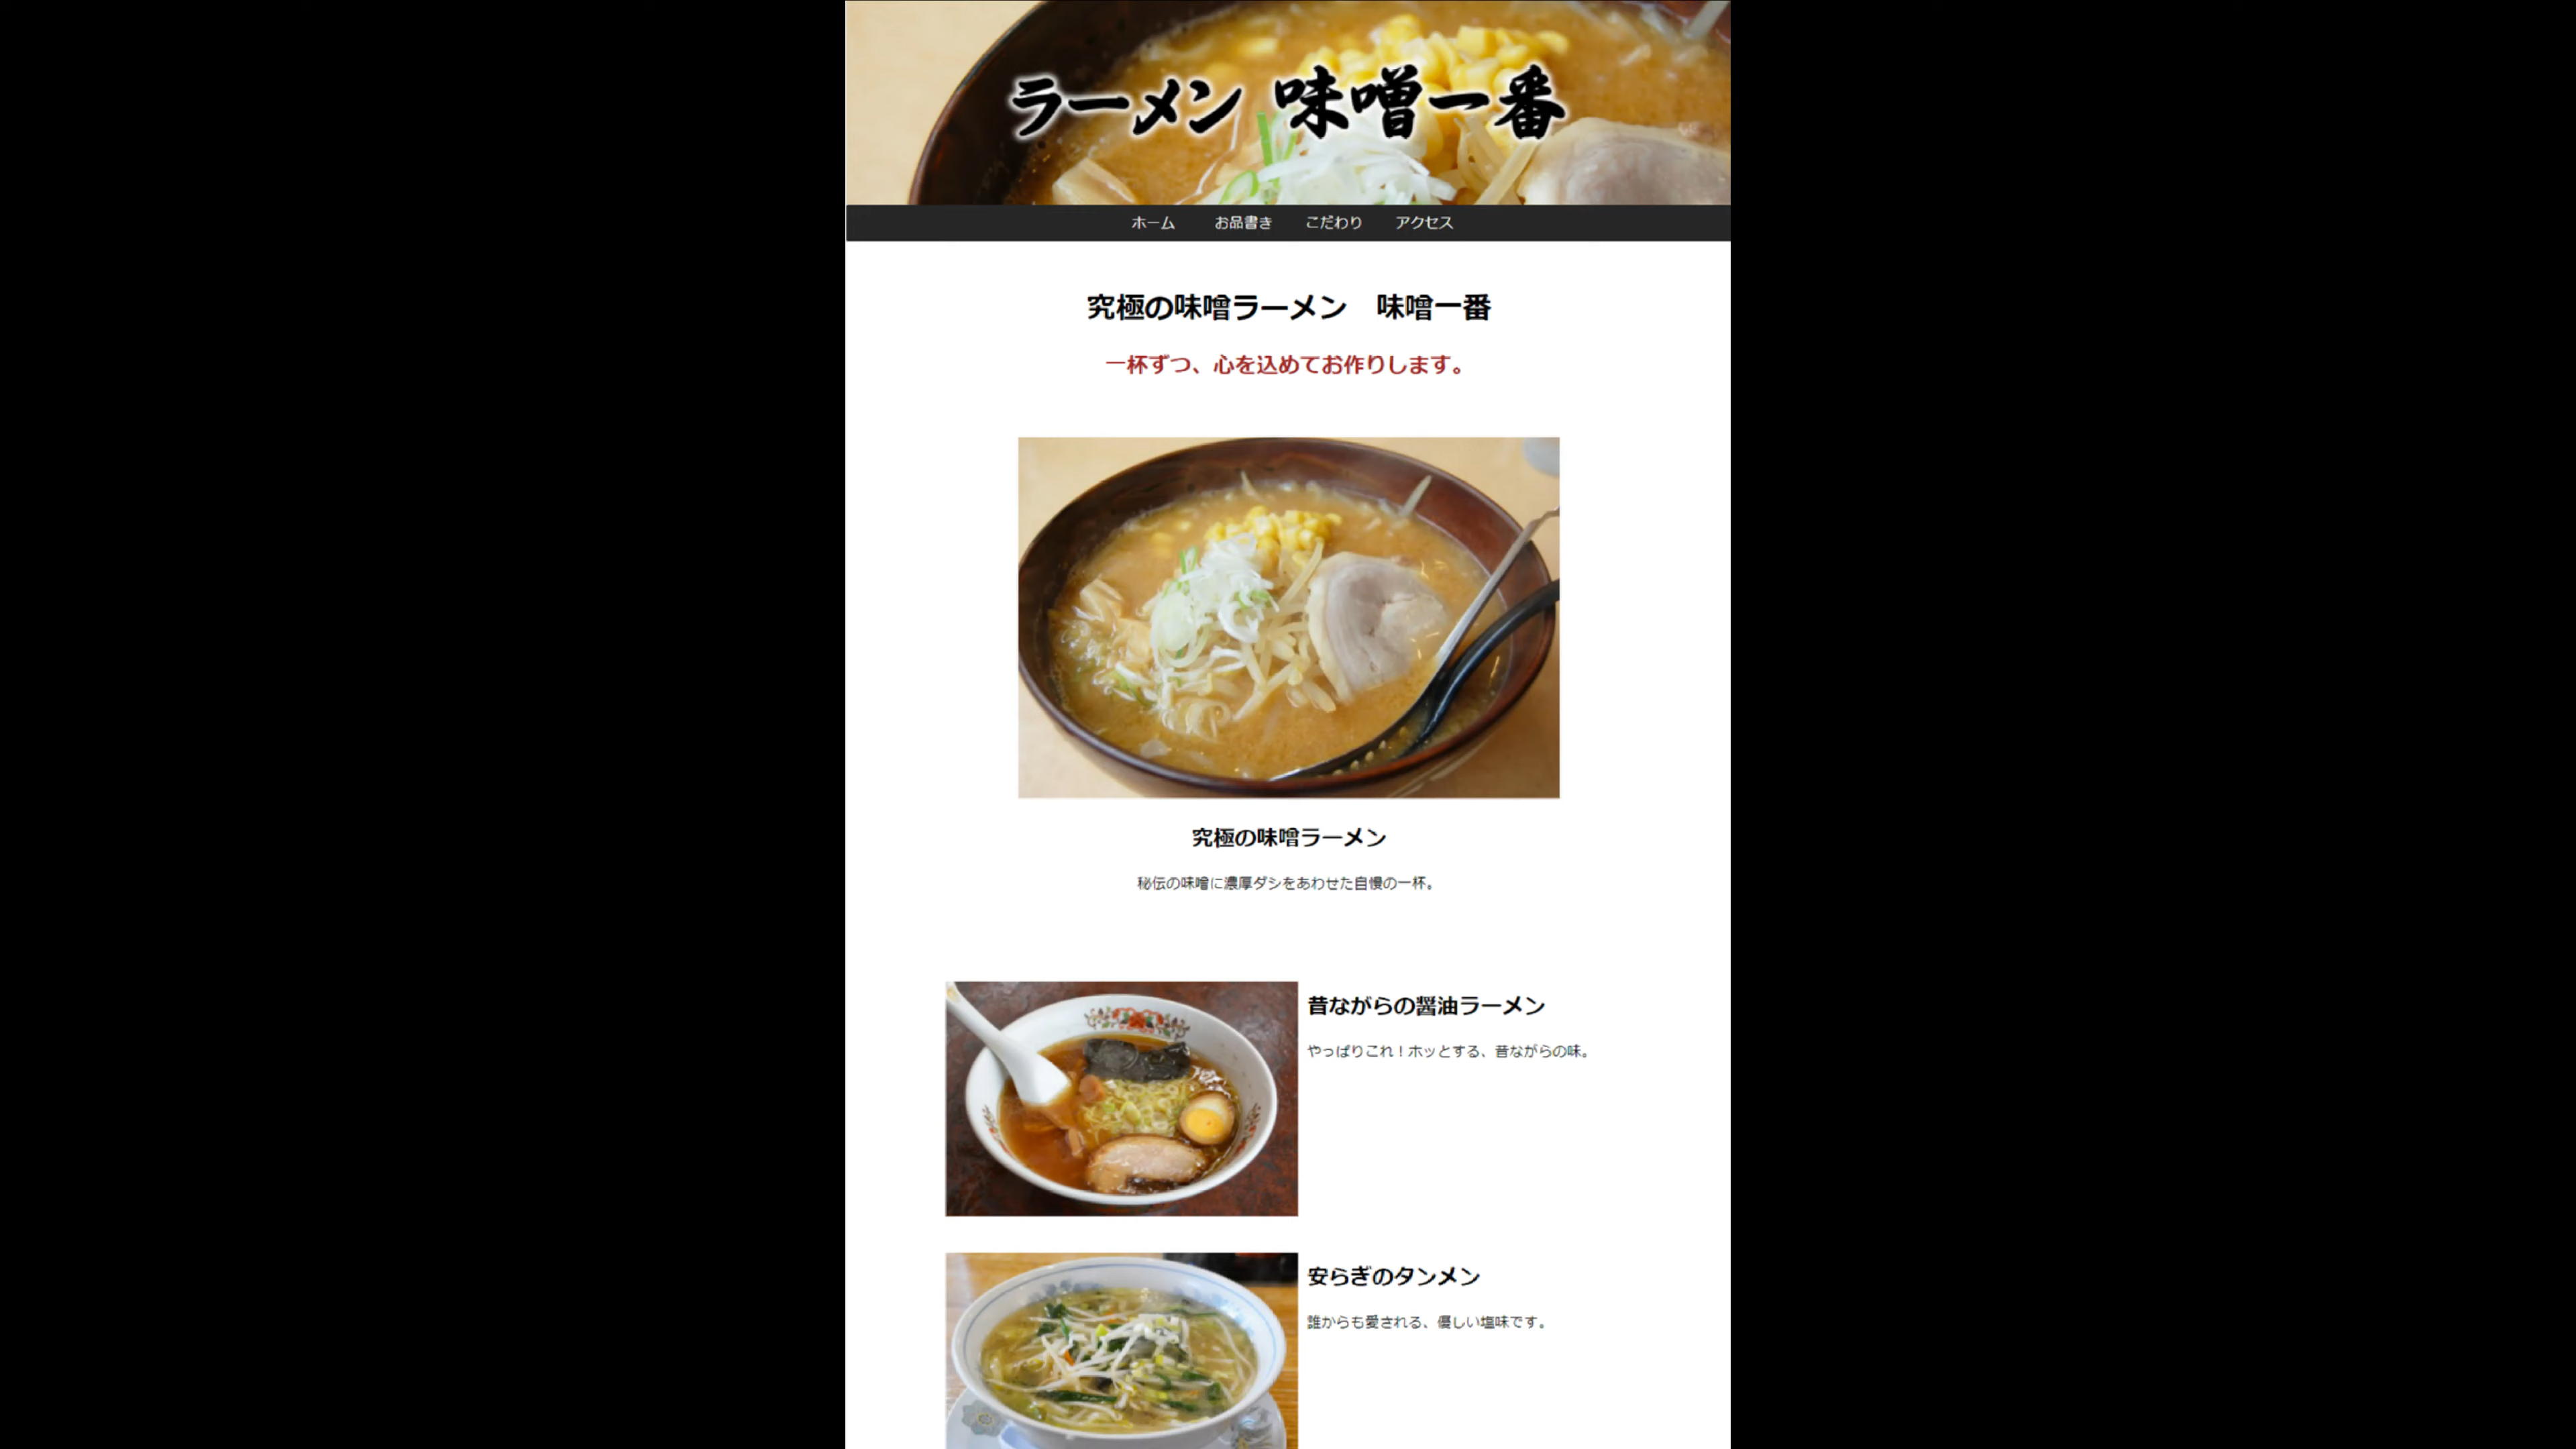 ラーメン 味噌一番
ホーム お品書き こだわり アクセス
究極の味噌ラーメン　味噌一番
一杯ずつ、心を込めてお作りします。
究極の味噌ラーメン
秘伝の味噌に濃厚ダシをあわせた自慢の一杯。
昔ながらの醤油ラーメン
やっぱりこれ！ホッとする、昔ながらの味。
安らぎのタンメン
誰からも愛される、優しい塩味です。